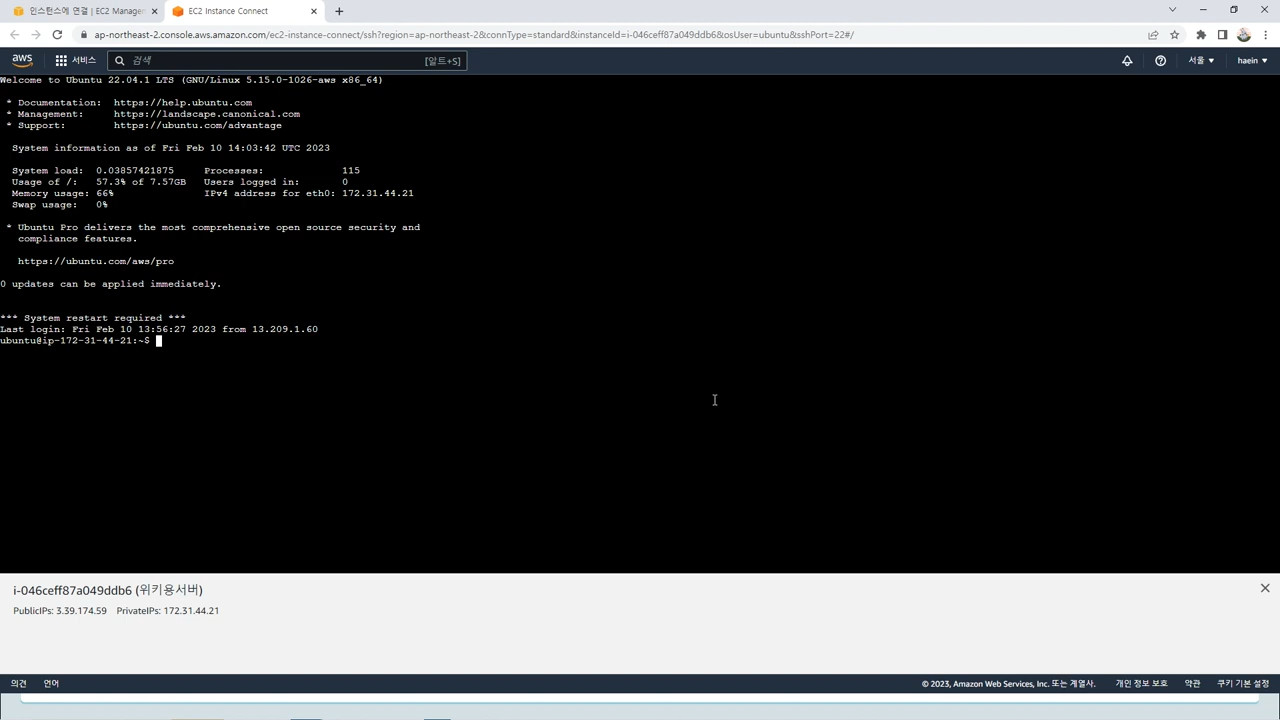 인스턴스에 연결 | EC2 Manage
EC2 Instance Connect
ap-northeast-2.console.aws.amazon.com/ec2-instance-connect/ssh?region=ap-northeast-2&connType=standard&instanceId=i-046ceff87a049ddb6&osUser=ubuntu&sshPort=22#/
aws 서비스 검색 [알트+S] 서울 haein
Welcome to Ubuntu 22.04.1 LTS (GNU/Linux 5.15.0-1026-aws x86_64)
* Documentation: https://help.ubuntu.com
* Management: https://landscape.canonical.com
* Support: https://ubuntu.com/advantage
System information as of Fri Feb 10 14:03:42 UTC 2023
System load: 0.03857421875 Processes: 115
Usage of /: 57.3% of 7.57GB Users logged in: 0
Memory usage: 66% IPv4 address for eth0: 172.31.44.21
Swap usage: 0%
* Ubuntu Pro delivers the most comprehensive open source security and
compliance features.
https://ubuntu.com/aws/pro
0 updates can be applied immediately.
*** System restart required ***
Last login: Fri Feb 10 13:56:27 2023 from 13.209.1.60
ubuntu@ip-172-31-44-21:~$
i-046ceff87a049ddb6 (위키용서버)
PublicIPs: 3.39.174.59 PrivateIPs: 172.31.44.21
의견 언어 © 2023, Amazon Web Services, Inc. 또는 계열사. 개인 정보 보호 약관 쿠키 기본 설정